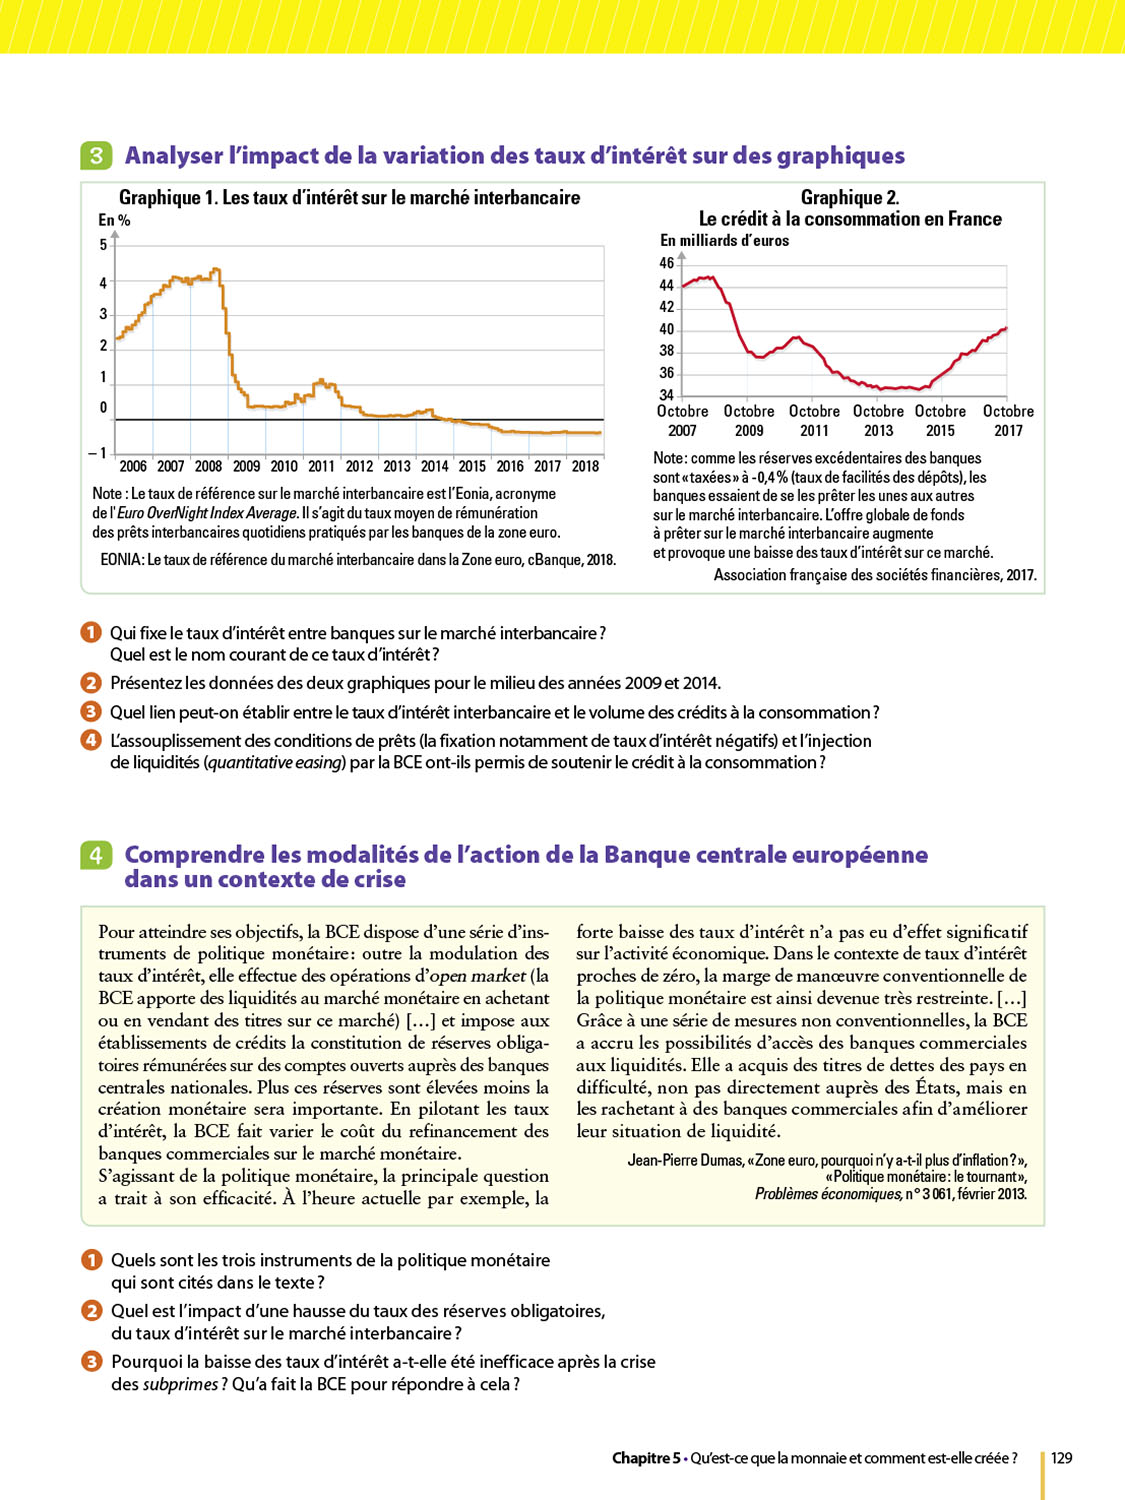 3 Analyser l'impact de la variation des taux d'intérêt sur des graphiques
Graphique 1. Les taux d'intérêt sur le marché interbancaire
En %
5
4
3
2
1
0
– 1
2006 2007 2008 2009 2010 2011 2012 2013 2014 2015 2016 2017 2018
Note : Le taux de référence sur le marché interbancaire est l'Eonia, acronyme
de l'Euro OverNight Index Average. Il s'agit du taux moyen de rémunération
des prêts interbancaires quotidiens pratiqués par les banques de la zone euro.
EONIA : Le taux de référence du marché interbancaire dans la Zone euro, cBanque, 2018.
Graphique 2.
Le crédit à la consommation en France
En milliards d'euros
46
44
42
40
38
36
34
Octobre Octobre Octobre Octobre Octobre Octobre
2007 2009 2011 2013 2015 2017
Note : comme les réserves excédentaires des banques
sont « taxées » à -0,4 % (taux de facilités des dépôts), les
banques essaient de se les prêter les unes aux autres
sur le marché interbancaire. L'offre globale de fonds
à prêter sur le marché interbancaire augmente
et provoque une baisse des taux d'intérêt sur ce marché.
Association française des sociétés financières, 2017.
1 Qui fixe le taux d'intérêt entre banques sur le marché interbancaire ?
Quel est le nom courant de ce taux d'intérêt ?
2 Présentez les données des deux graphiques pour le milieu des années 2009 et 2014.
3 Quel lien peut-on établir entre le taux d'intérêt interbancaire et le volume des crédits à la consommation ?
4 L'assouplissement des conditions de prêts (la fixation notamment de taux d'intérêt négatifs) et l'injection
de liquidités (quantitative easing) par la BCE ont-ils permis de soutenir le crédit à la consommation ?
4 Comprendre les modalités de l'action de la Banque centrale européenne
dans un contexte de crise
Pour atteindre ses objectifs, la BCE dispose d'une série d'ins-
truments de politique monétaire : outre la modulation des
taux d'intérêt, elle effectue des opérations d'open market (la
BCE apporte des liquidités au marché monétaire en achetant
ou en vendant des titres sur ce marché) […] et impose aux
établissements de crédits la constitution de réserves obliga-
toires rémunérées sur des comptes ouverts auprès des banques
centrales nationales. Plus ces réserves sont élevées moins la
création monétaire sera importante. En pilotant les taux
d'intérêt, la BCE fait varier le coût du refinancement des
banques commerciales sur le marché monétaire.
S'agissant de la politique monétaire, la principale question
a trait à son efficacité. À l'heure actuelle par exemple, la
forte baisse des taux d'intérêt n'a pas eu d'effet significatif
sur l'activité économique. Dans le contexte de taux d'intérêt
proches de zéro, la marge de manœuvre conventionnelle de
la politique monétaire est ainsi devenue très restreinte. […]
Grâce à une série de mesures non conventionnelles, la BCE
a accru les possibilités d'accès des banques commerciales
aux liquidités. Elle a acquis des titres de dettes des pays en
difficulté, non pas directement auprès des États, mais en
les rachetant à des banques commerciales afin d'améliorer
leur situation de liquidité.
Jean-Pierre Dumas, « Zone euro, pourquoi n'y a-t-il plus d'inflation ? »,
« Politique monétaire : le tournant »,
Problèmes économiques, n° 3 061, février 2013.
1 Quels sont les trois instruments de la politique monétaire
qui sont cités dans le texte ?
2 Quel est l'impact d'une hausse du taux des réserves obligatoires,
du taux d'intérêt sur le marché interbancaire ?
3 Pourquoi la baisse des taux d'intérêt a-t-elle été inefficace après la crise
des subprimes ? Qu'a fait la BCE pour répondre à cela ?
Chapitre 5 • Qu'est-ce que la monnaie et comment est-elle créée ? 129